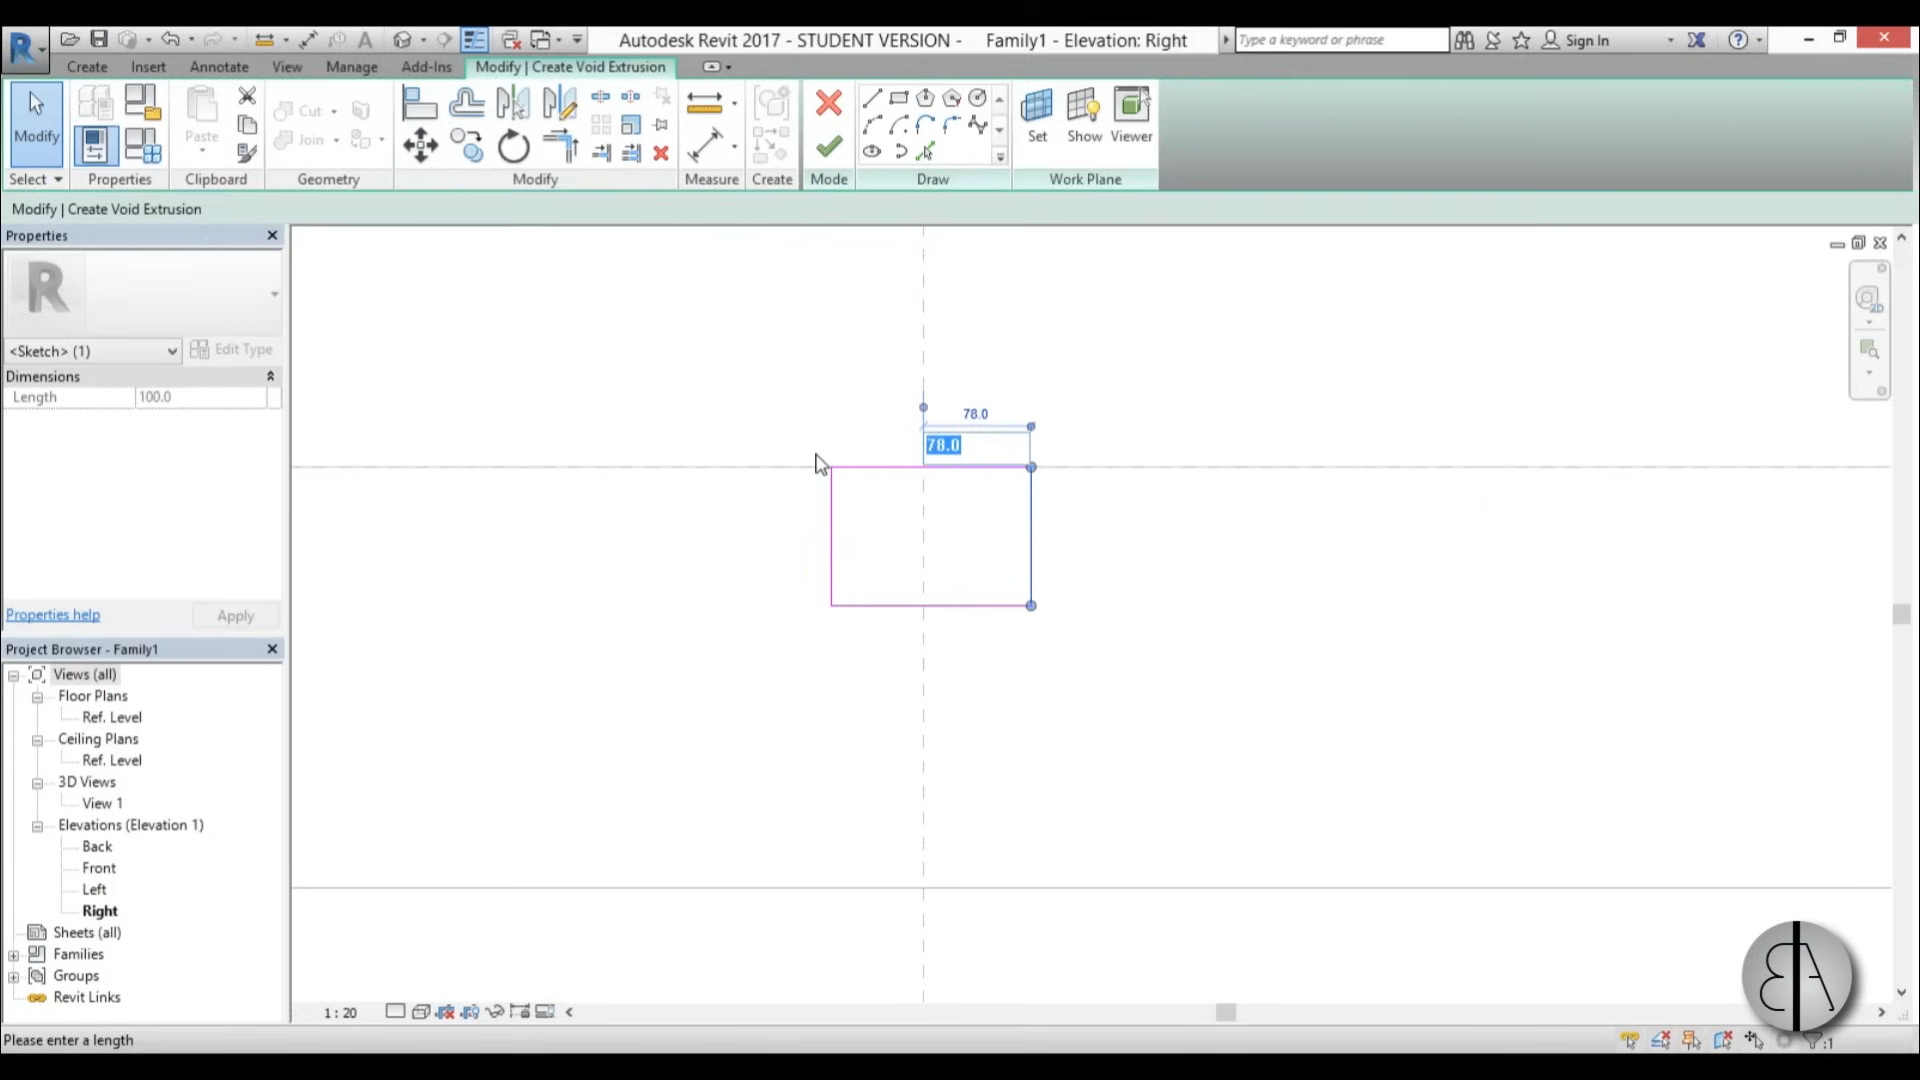 Autodesk Revit 2017 - STUDENT VERSION -    Family1 - Elevation: Right
Type a keyword or phrase
Sign In
Create Insert Annotate View Manage Add-Ins Modify | Create Void Extrusion
Modify
Paste
Cut
Join
Set Show Viewer
Select Properties Clipboard Geometry Modify Measure Create Mode Draw Work Plane
Modify | Create Void Extrusion
Properties
<Sketch> (1)
Edit Type
Dimensions
Length 100.0
Properties help
Apply
Project Browser - Family1
Views (all)
Floor Plans
Ref. Level
Ceiling Plans
Ref. Level
3D Views
View 1
Elevations (Elevation 1)
Back
Front
Left
Right
Sheets (all)
Families
Groups
Revit Links
78.0
78.0
2D
1 : 20
Please enter a length
:1